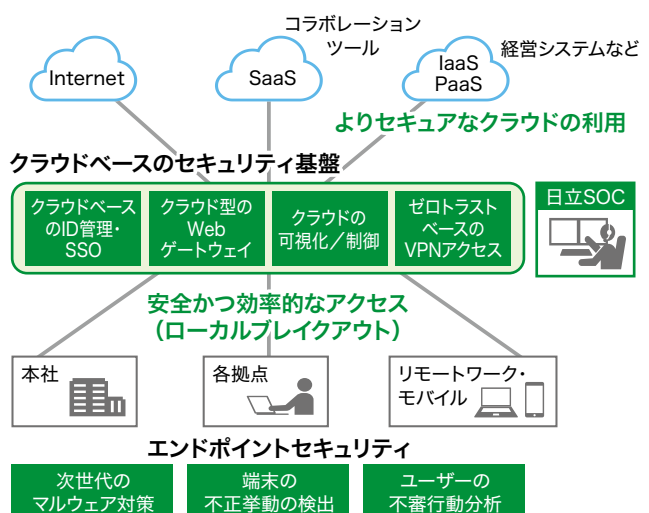 コラボレーション
ツール
Internet
SaaS
IaaS
PaaS
経営システムなど
よりセキュアなクラウドの利用
クラウドベースのセキュリティ基盤
クラウドベース
のID管理・
SSO
クラウド型の
Web
ゲートウェイ
クラウドの
可視化／制御
ゼロトラスト
ベースの
VPNアクセス
日立SOC
安全かつ効率的なアクセス
（ローカルブレイクアウト）
本社
各拠点
リモートワーク・
モバイル
エンドポイントセキュリティ
次世代の
マルウェア対策
端末の
不正挙動の検出
ユーザーの
不審行動分析